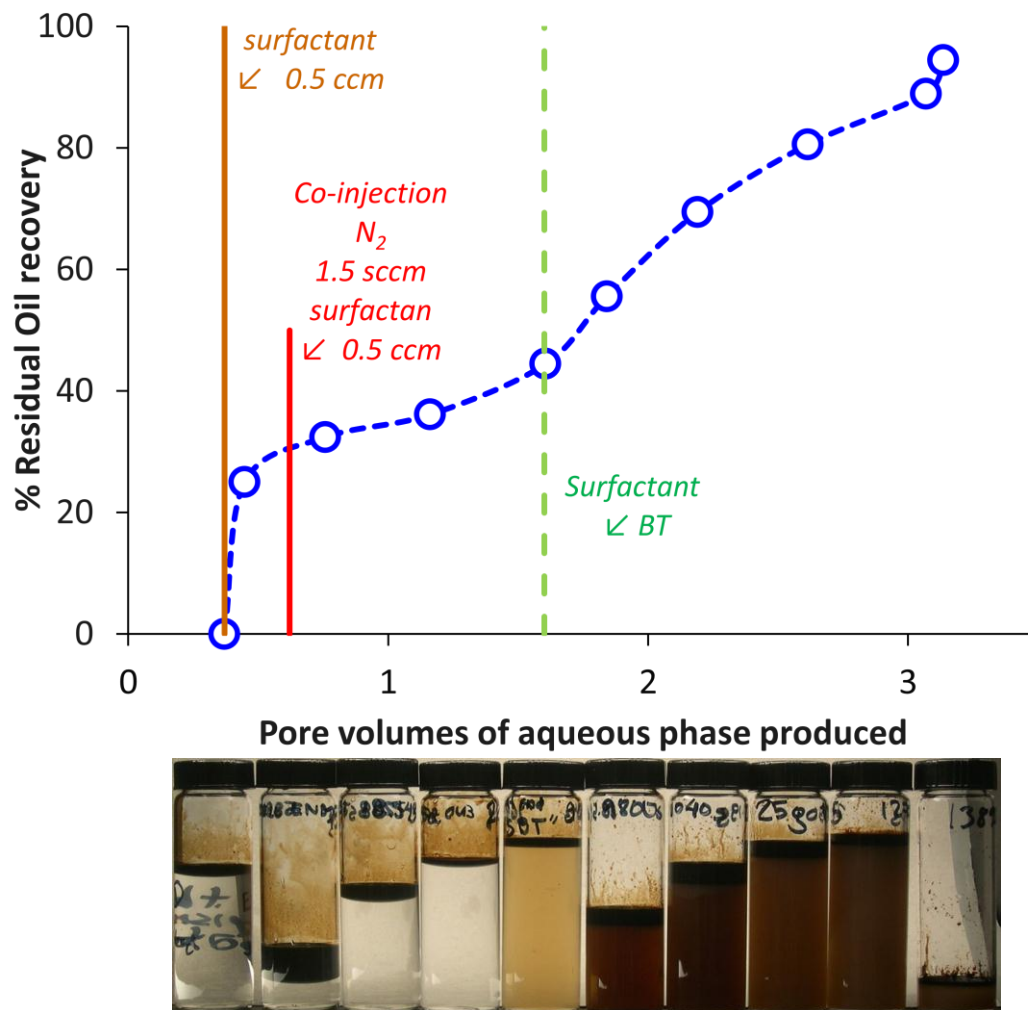 100
80
60
40
20
0
% Residual Oil recovery
surfactant
↙ 0.5 ccm
Co-injection
N₂
1.5 sccm
surfactan
↙ 0.5 ccm
Surfactant
↙ BT
0 1 2 3
Pore volumes of aqueous phase produced